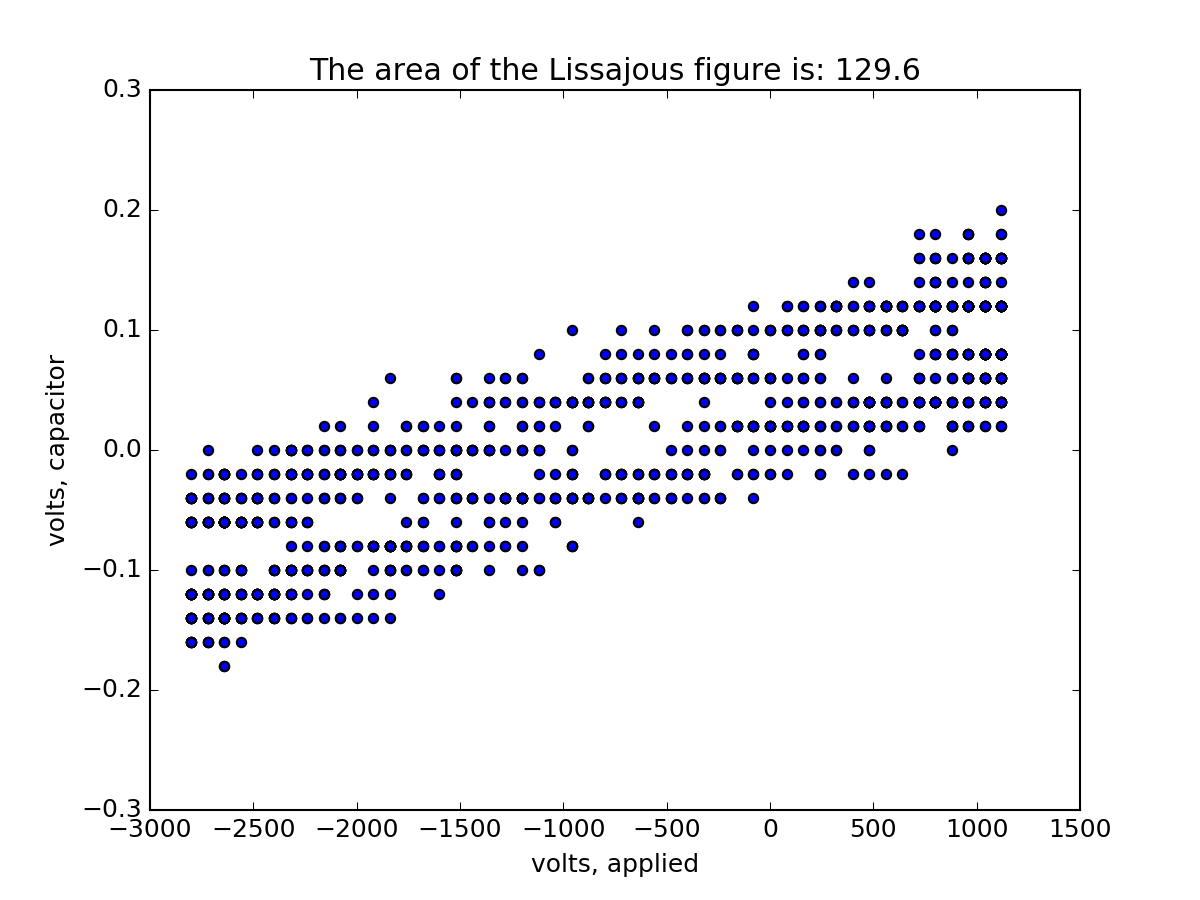 The area of the Lissajous figure is: 129.6
0.3
0.2
0.1
0.0
−0.1
−0.2
−0.3
volts, capacitor
−3000 −2500 −2000 −1500 −1000 −500 0 500 1000 1500
volts, applied